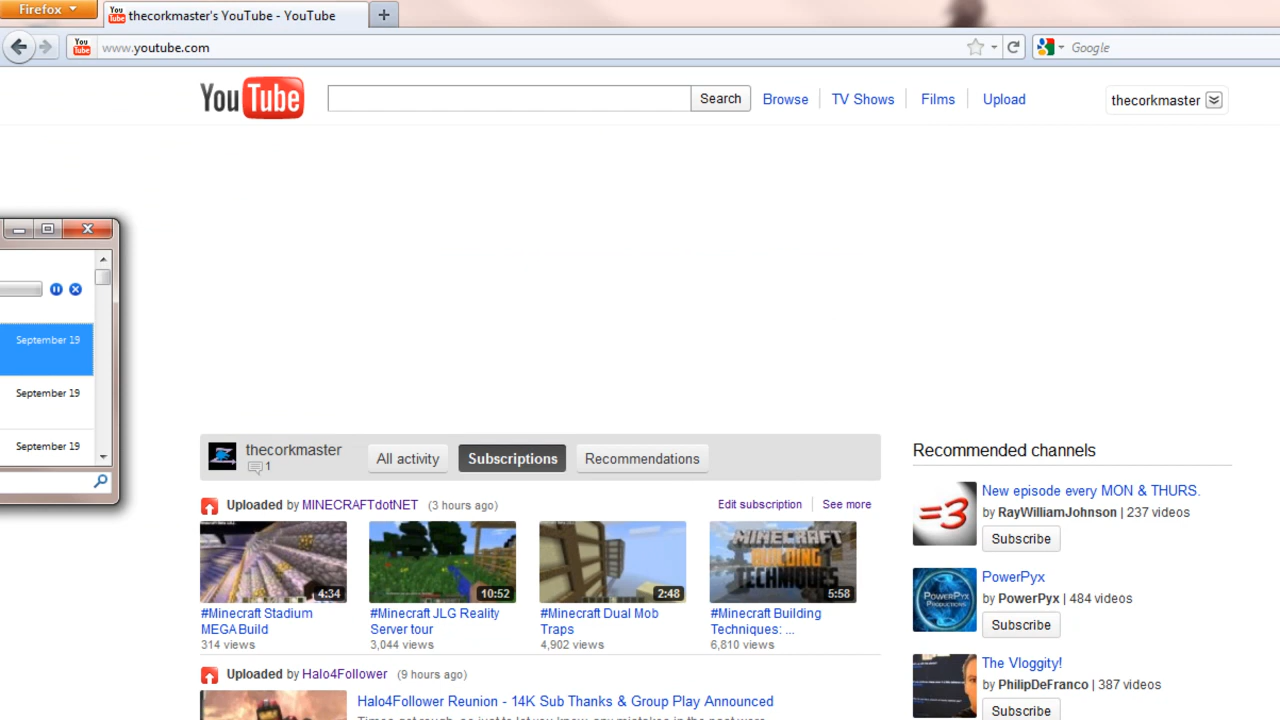 Firefox
thecorkmaster's YouTube - YouTube
www.youtube.com
Google
YouTube
Search
Browse
TV Shows
Films
Upload
thecorkmaster
September 19
September 19
September 19
thecorkmaster
1
All activity
Subscriptions
Recommendations
Uploaded by MINECRAFTdotNET (3 hours ago)
Edit subscription
See more
4:34
10:52
2:48
MINECRAFT
BUILDING
TECHNIQUES
5:58
#Minecraft Stadium
MEGA Build
314 views
#Minecraft JLG Reality
Server tour
3,044 views
#Minecraft Dual Mob
Traps
4,902 views
#Minecraft Building
Techniques: ...
6,810 views
Uploaded by Halo4Follower (9 hours ago)
Halo4Follower Reunion - 14K Sub Thanks & Group Play Announced
Recommended channels
=3
New episode every MON & THURS.
by RayWilliamJohnson | 237 videos
Subscribe
POWERPYX
PowerPyx
by PowerPyx | 484 videos
Subscribe
The Vloggity!
by PhilipDeFranco | 387 videos
Subscribe